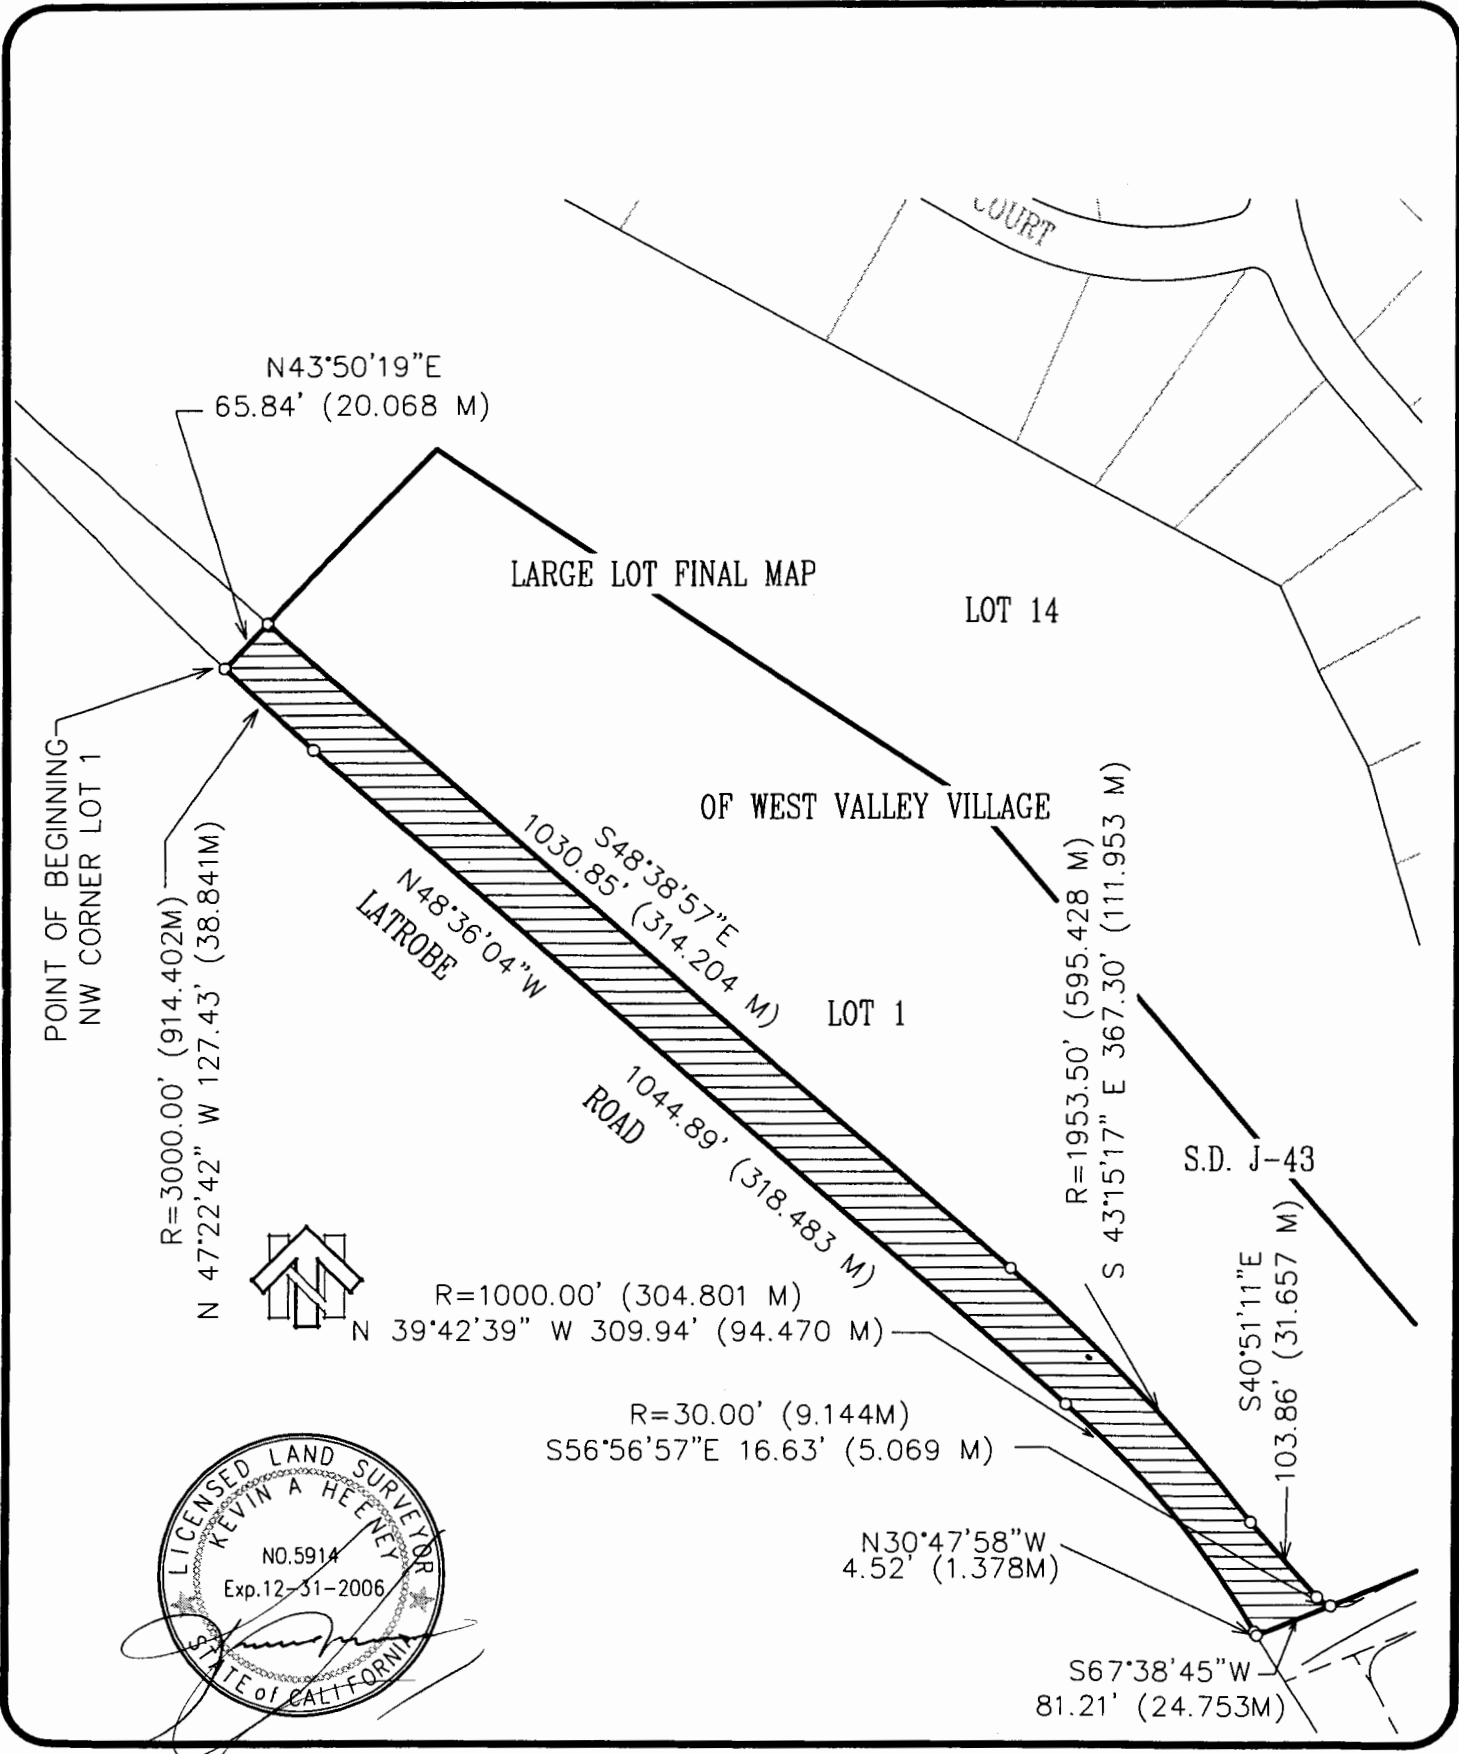 COURT
N43°50'19"E
65.84' (20.068 M)
LARGE LOT FINAL MAP
LOT 14
OF WEST VALLEY VILLAGE
POINT OF BEGINNING
NW CORNER LOT 1
R=3000.00' (914.402M)
N 47°22'42" W 127.43' (38.841M)
S48°38'57"E
1030.85' (314.204 M)
N48°36'04"W
LATROBE
1044.89' (318.483 M)
ROAD
LOT 1
R=1953.50' (595.428 M)
S 43°15'17" E 367.30' (111.953 M)
S.D. J-43
S40°51'11"E
103.86' (31.657 M)
N
R=1000.00' (304.801 M)
N 39°42'39" W 309.94' (94.470 M)
R=30.00' (9.144M)
S56°56'57"E 16.63' (5.069 M)
N30°47'58"W
4.52' (1.378M)
S67°38'45"W
81.21' (24.753M)
LICENSED LAND SURVEYOR
KEVIN A HEENEY
NO.5914
Exp.12-31-2006
STATE of CALIFORNIA